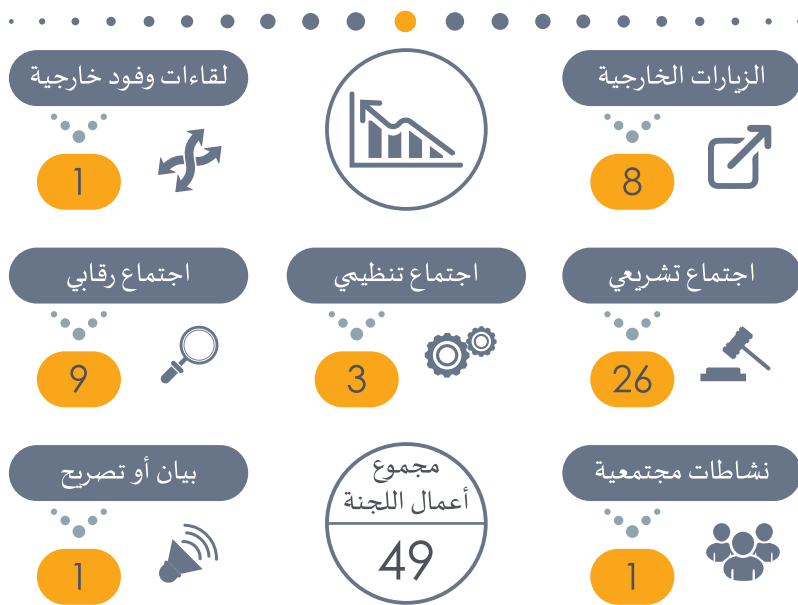 الزيارات الخارجية
8
لقاءات وفود خارجية
1
اجتماع تشريعي
26
اجتماع تنظيمي
3
اجتماع رقابي
9
نشاطات مجتمعية
1
مجموع
أعمال اللجنة
49
بيان أو تصريح
1